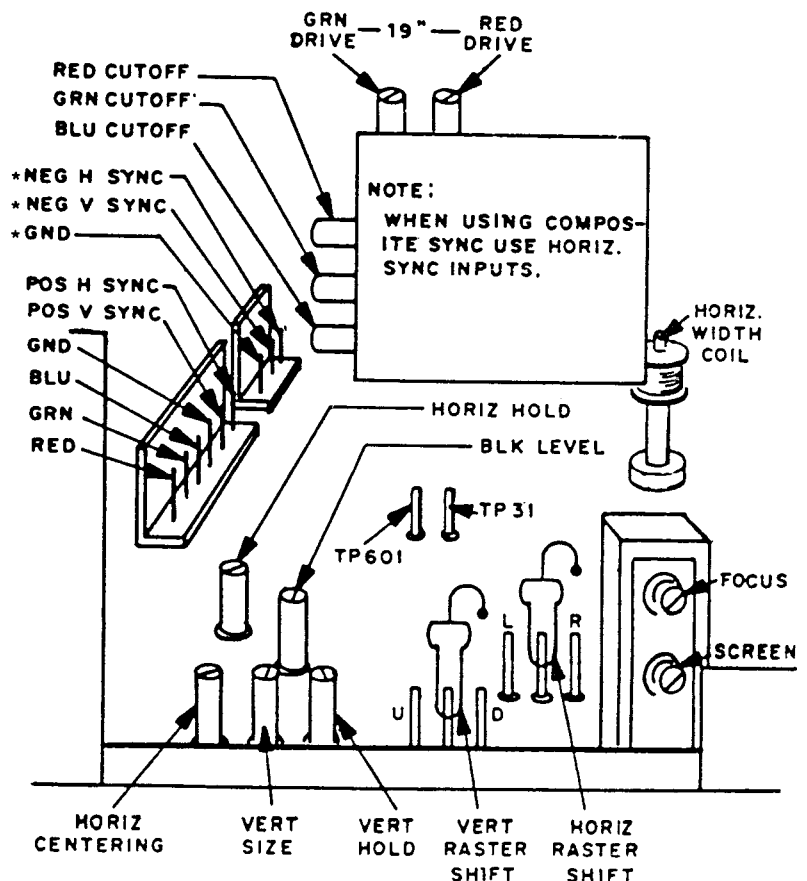 GRN DRIVE
— 19" —
RED DRIVE
RED CUTOFF
GRN CUTOFF
BLU CUTOFF
*NEG H SYNC
*NEG V SYNC
*GND
POS H SYNC
POS V SYNC
GND
BLU
GRN
RED
NOTE:
WHEN USING COMPOS-
ITE SYNC USE HORIZ.
SYNC INPUTS.
HORIZ.
WIDTH
COIL
HORIZ HOLD
BLK LEVEL
TP601
TP31
L
R
U
D
FOCUS
SCREEN
HORIZ
CENTERING
VERT
SIZE
VERT
HOLD
VERT
RASTER
SHIFT
HORIZ
RASTER
SHIFT